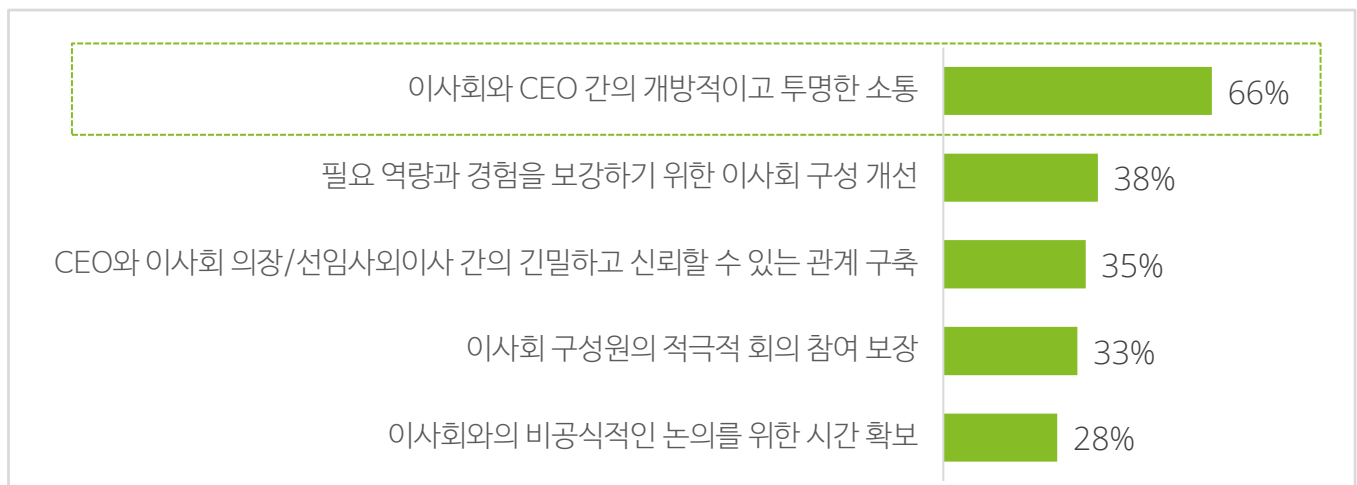 이사회와 CEO 간의 개방적이고 투명한 소통 66%
필요 역량과 경험을 보강하기 위한 이사회 구성 개선 38%
CEO와 이사회 의장/선임사외이사 간의 긴밀하고 신뢰할 수 있는 관계 구축 35%
이사회 구성원의 적극적 회의 참여 보장 33%
이사회와의 비공식적인 논의를 위한 시간 확보 28%